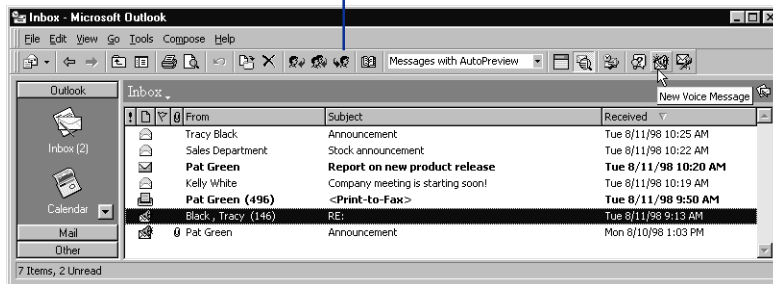 Inbox - Microsoft Outlook
File Edit View Go Tools Compose Help
Messages with AutoPreview
New Voice Message
Outlook
Inbox
! From Subject Received
Tracy Black Announcement Tue 8/11/98 10:25 AM
Sales Department Stock announcement Tue 8/11/98 10:22 AM
Inbox (2)
Pat Green Report on new product release Tue 8/11/98 10:20 AM
Kelly White Company meeting is starting soon! Tue 8/11/98 10:19 AM
Pat Green (496) <Print-to-Fax> Tue 8/11/98 9:50 AM
Calendar
Black , Tracy (146) RE: Tue 8/11/98 9:13 AM
Mail
Pat Green Announcement Mon 8/10/98 1:03 PM
Other
7 Items, 2 Unread